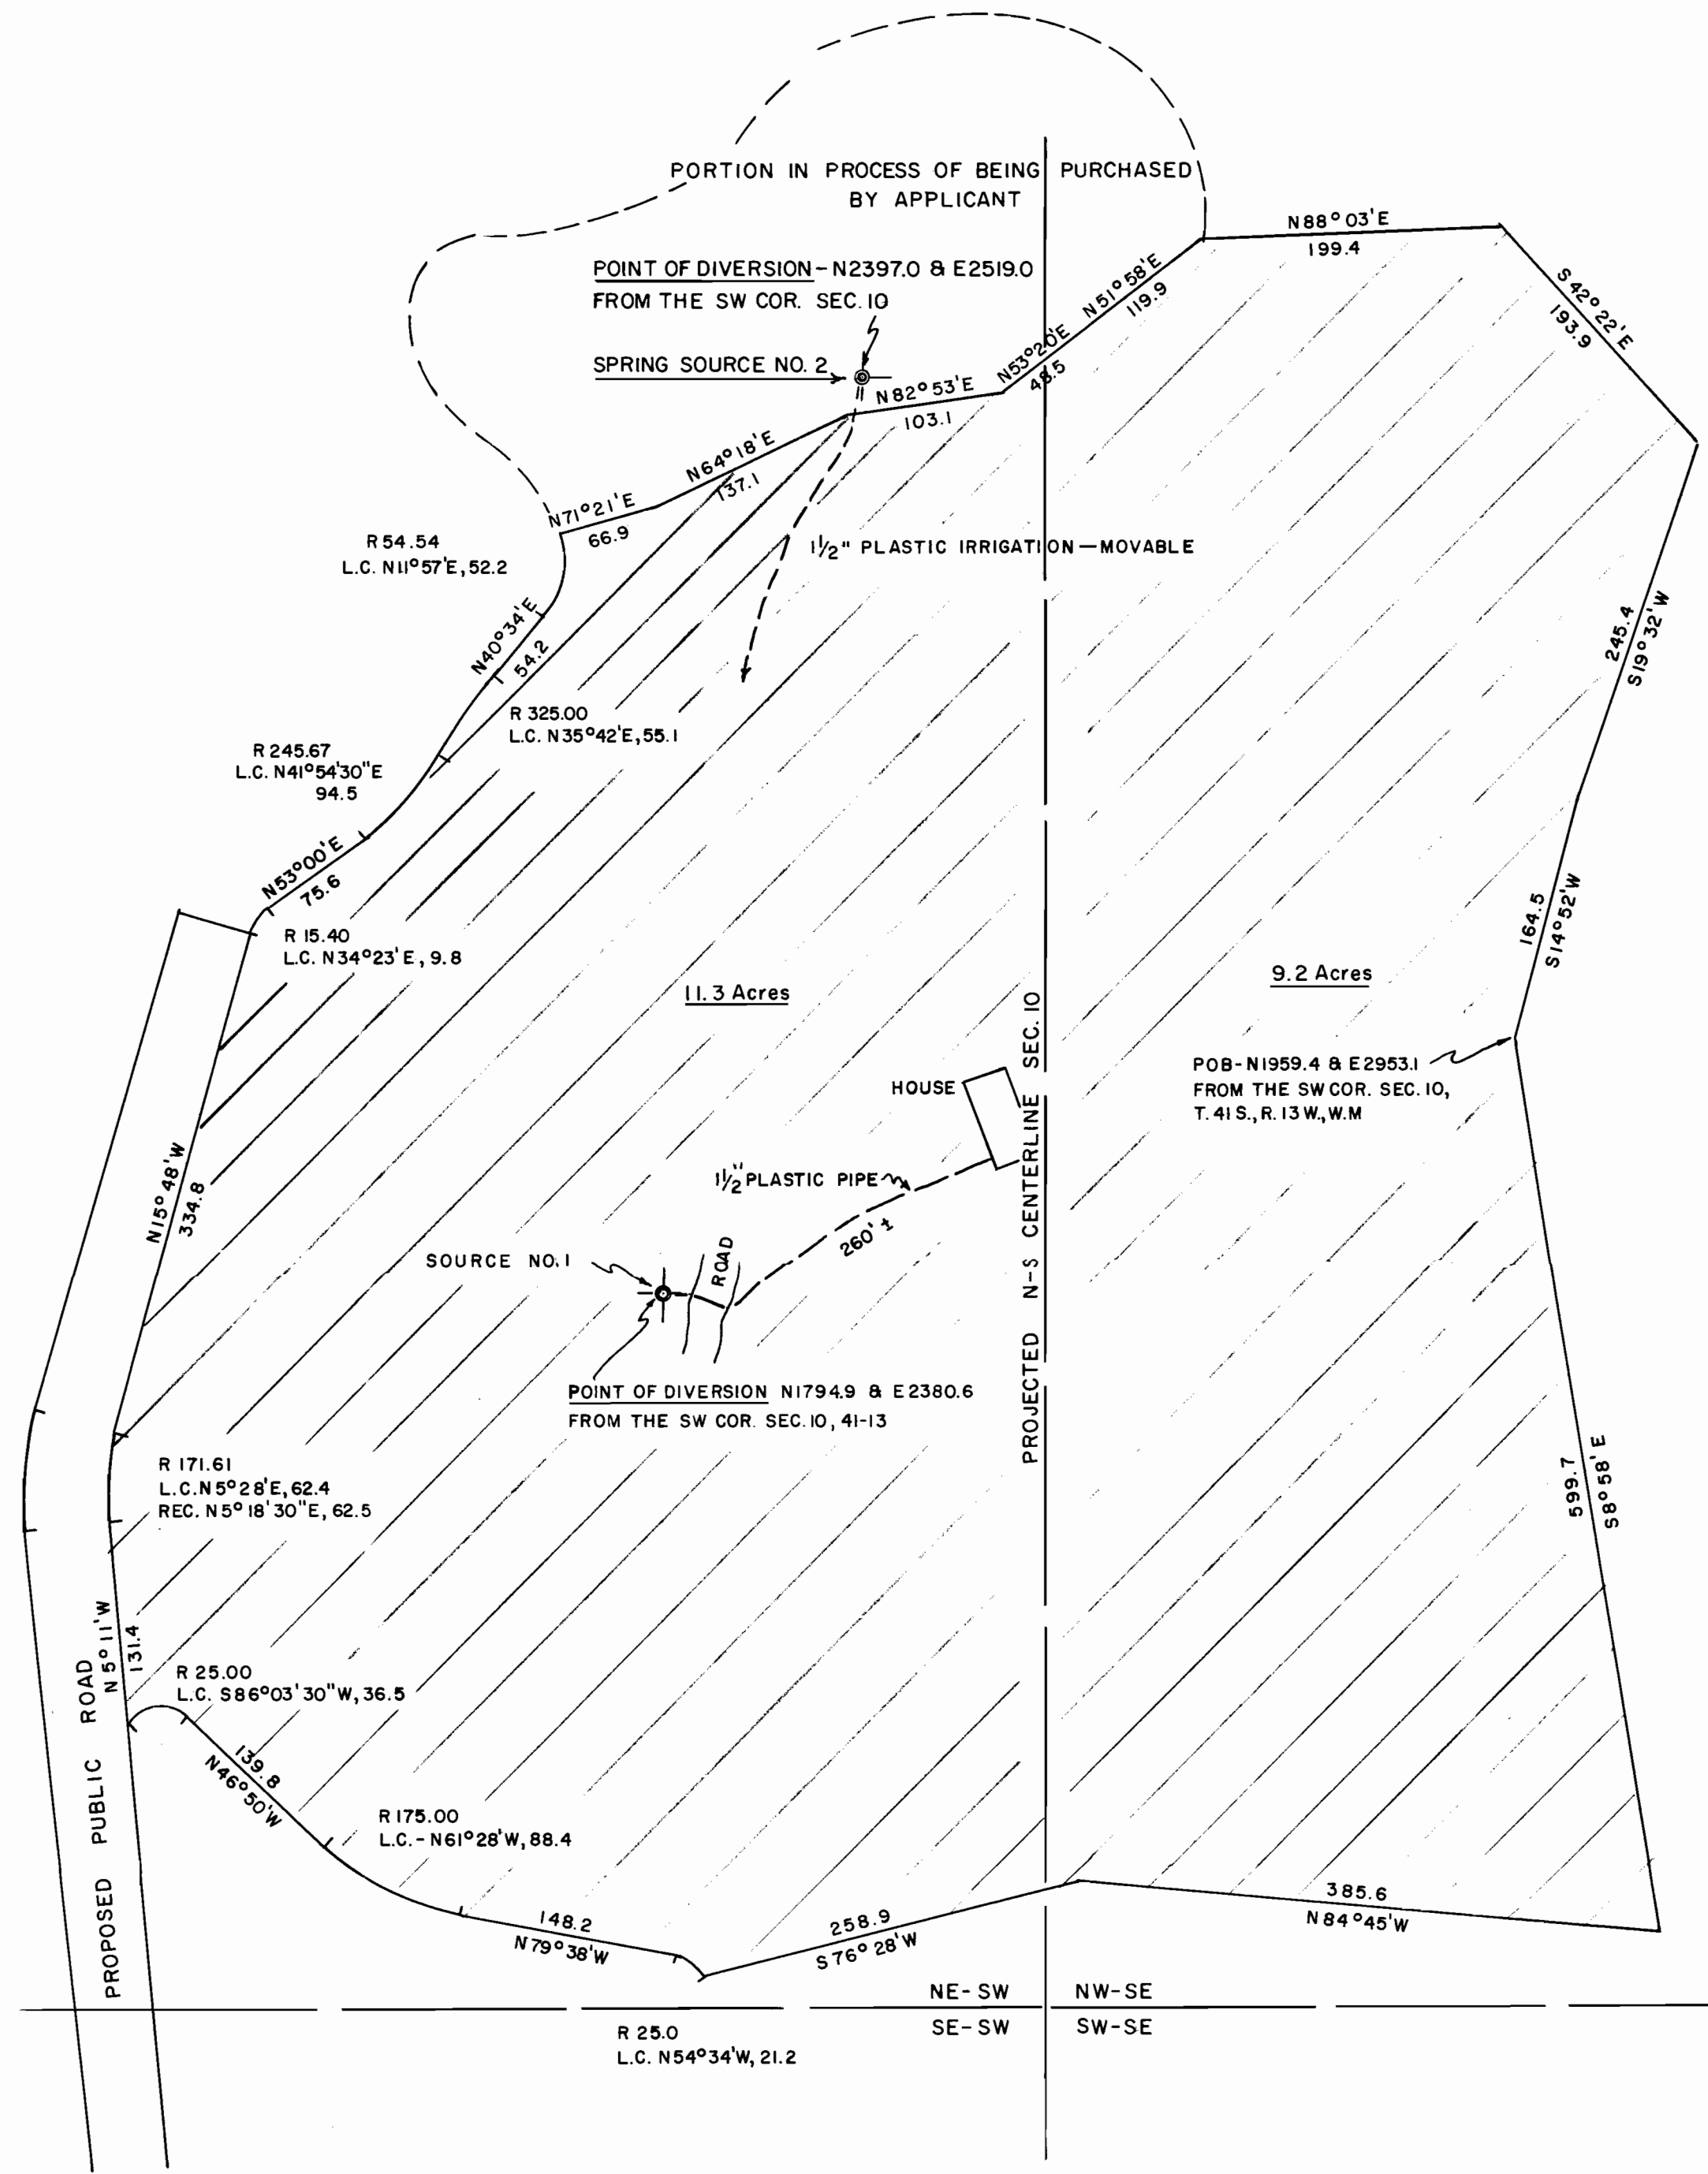 PORTION IN PROCESS OF BEING PURCHASED
BY APPLICANT
N88°03'E
199.4
POINT OF DIVERSION-N2397.0 & E2519.0
FROM THE SW COR. SEC. 10
N51°58'E
119.9
S42°22'E
193.9
SPRING SOURCE NO. 2
N53°20'E
48.5
N82°53'E
103.1
N64°18'E
137.1
N71°21'E
66.9
R 54.54
L.C. N11°57'E, 52.2
1½" PLASTIC IRRIGATION—MOVABLE
N40°34'E
54.2
245.4
S19°32'W
R 325.00
L.C. N35°42'E, 55.1
R 245.67
L.C. N41°54'30"E
94.5
N53°00'E
75.6
R 15.40
L.C. N34°23'E, 9.8
164.5
S14°52'W
11.3 Acres
9.2 Acres
POB-N1959.4 & E2953.1
FROM THE SW COR. SEC. 10,
T. 41 S., R. 13 W., W.M
HOUSE
PROJECTED N-S CENTERLINE SEC. 10
1½" PLASTIC PIPE
260' ±
N15°48'W
334.8
SOURCE NO. 1
ROAD
POINT OF DIVERSION N1794.9 & E2380.6
FROM THE SW COR. SEC. 10, 41-13
R 171.61
L.C. N5°28'E, 62.4
REC. N5°18'30"E, 62.5
599.7
S8°58'E
N5°11'W
131.4
R 25.00
L.C. S86°03'30"W, 36.5
PROPOSED PUBLIC ROAD
139.8
N46°50'W
R 175.00
L.C.-N61°28'W, 88.4
148.2
N79°38'W
258.9
S76°28'W
385.6
N84°45'W
NE-SW NW-SE
SE-SW SW-SE
R 25.0
L.C. N54°34'W, 21.2